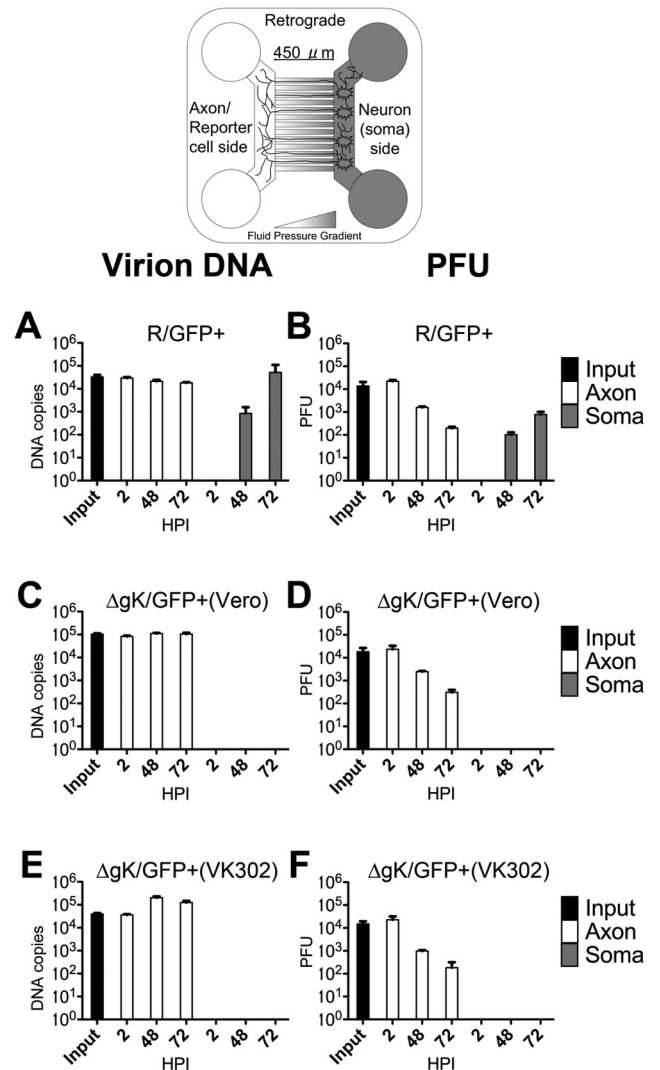 Retrograde
450 μm
Axon/
Reporter
cell side
Neuron
(soma)
side
Fluid Pressure Gradient
Virion DNA
PFU
A
R/GFP+
DNA copies
10⁶
10⁵
10⁴
10³
10²
10¹
10⁰
Input 2 48 72 2 48 72
HPI
B
R/GFP+
PFU
10⁶
10⁵
10⁴
10³
10²
10¹
10⁰
Input 2 48 72 2 48 72
HPI
Input
Axon
Soma
C
ΔgK/GFP+(Vero)
DNA copies
10⁶
10⁵
10⁴
10³
10²
10¹
10⁰
Input 2 48 72 2 48 72
HPI
D
ΔgK/GFP+(Vero)
PFU
10⁶
10⁵
10⁴
10³
10²
10¹
10⁰
Input 2 48 72 2 48 72
HPI
Input
Axon
Soma
E
ΔgK/GFP+(VK302)
DNA copies
10⁶
10⁵
10⁴
10³
10²
10¹
10⁰
Input 2 48 72 2 48 72
HPI
F
ΔgK/GFP+(VK302)
PFU
10⁶
10⁵
10⁴
10³
10²
10¹
10⁰
Input 2 48 72 2 48 72
HPI
Input
Axon
Soma